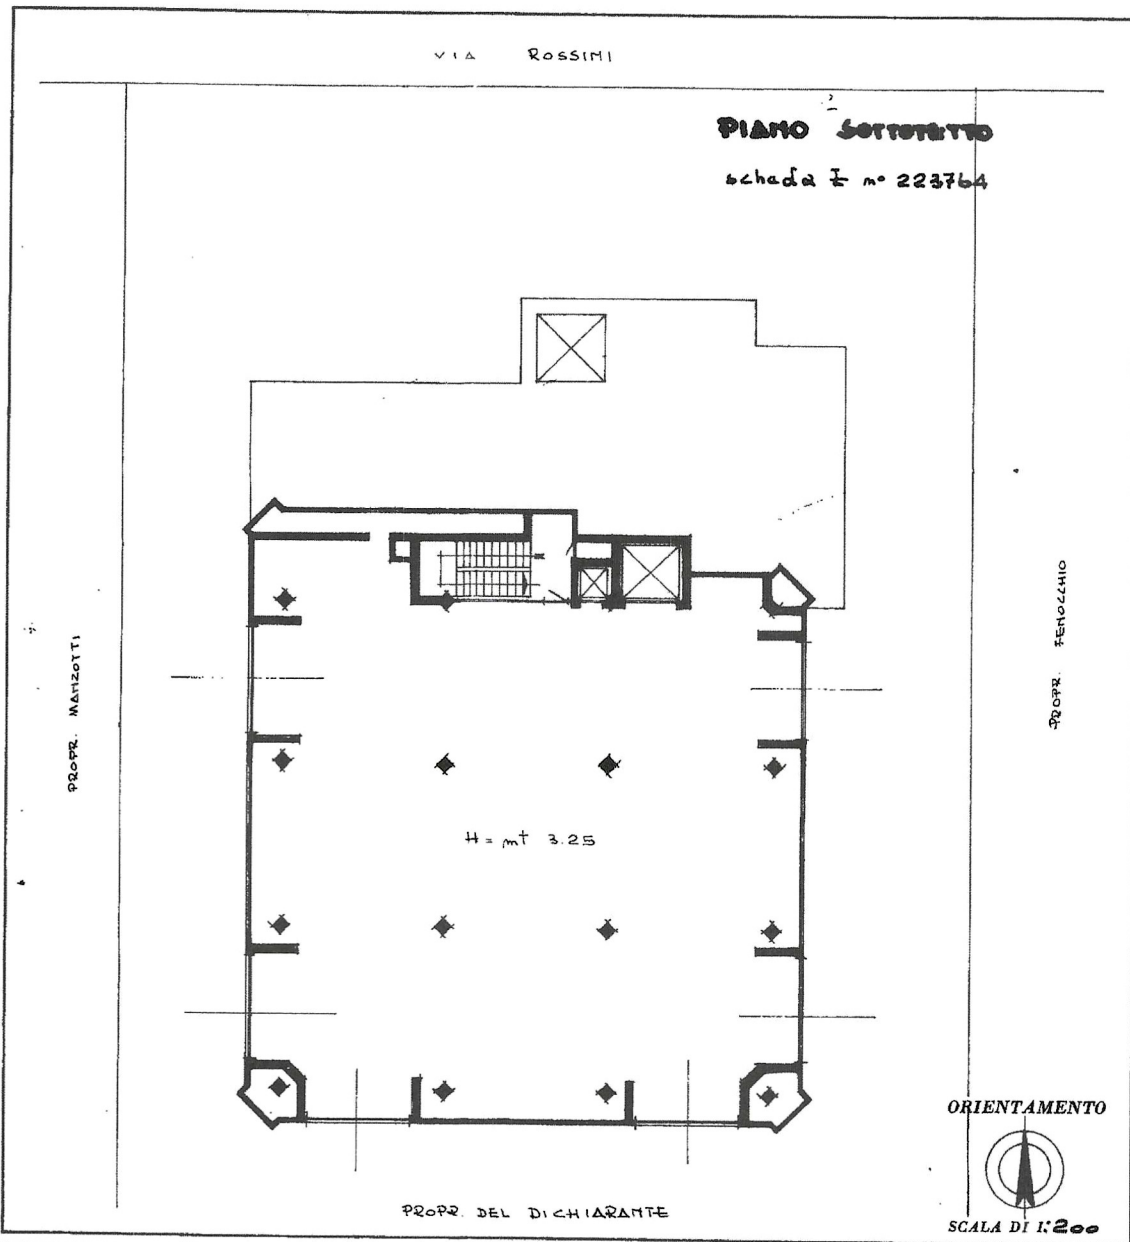 VIA ROSSINI
PIANO SOTTOTETTO
scheda I n° 223764
PROPR. MANZOTTI
PROPR. FENOCCHIO
H = mt 3.25
PROPR. DEL DICHIARANTE
ORIENTAMENTO
SCALA DI 1:200